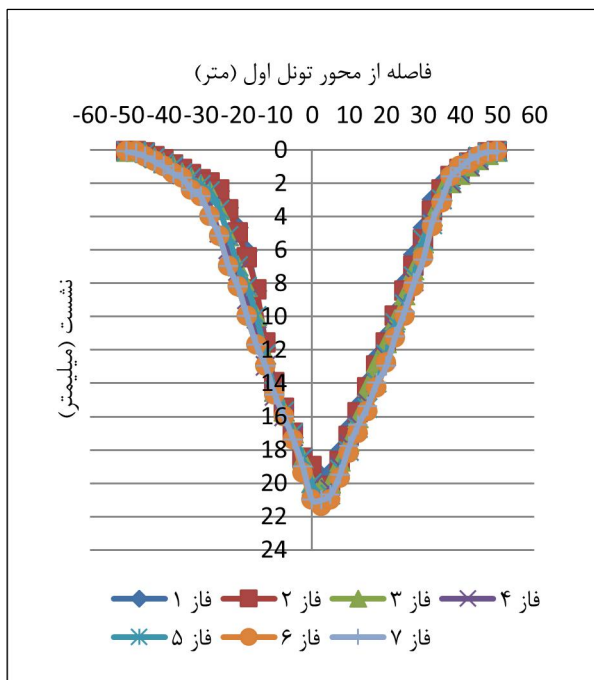 فاصله از محور تونل اول (متر)
-60 -50 -40 -30 -20 -10 0 10 20 30 40 50 60
0
2
4
6
8
10
12
14
16
18
20
22
24
نشست (میلیمتر)
فاز ۱ فاز ۲ فاز ۳ فاز ۴
فاز ۵ فاز ۶ فاز ۷